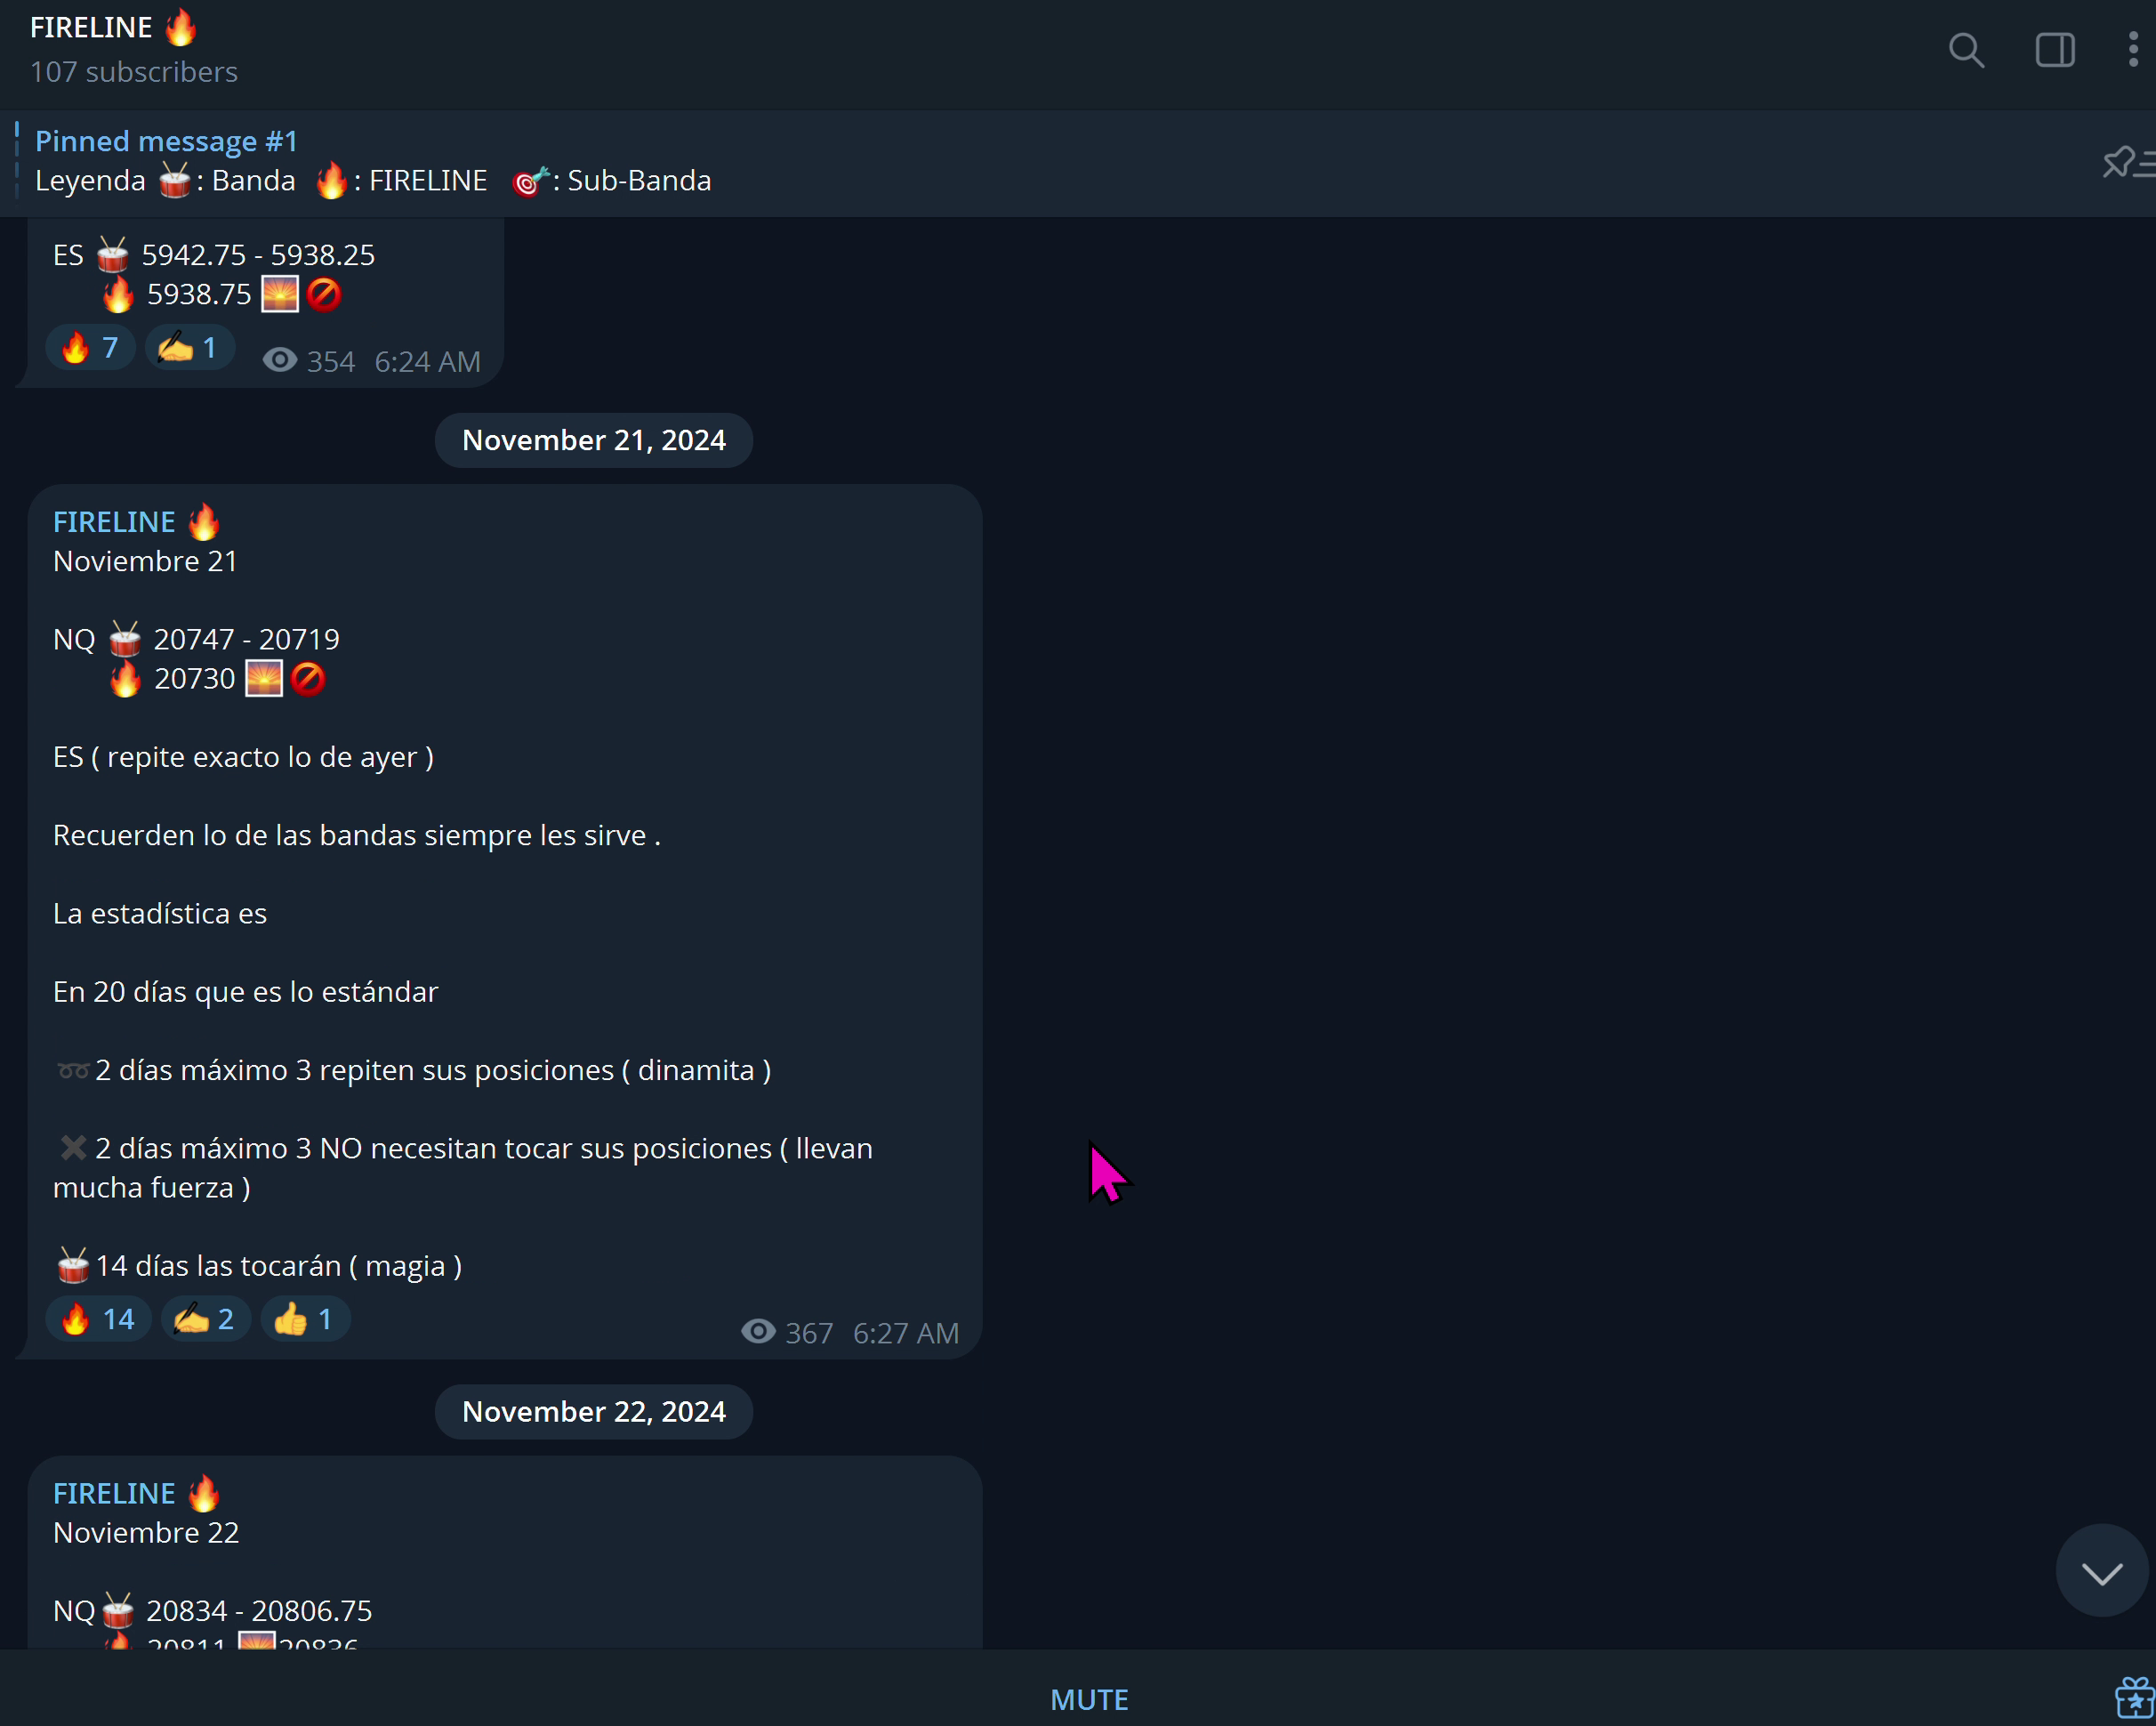 FIRELINE 🔥
107 subscribers
Pinned message #1
Leyenda 🥁: Banda 🔥: FIRELINE 🎯: Sub-Banda
ES 🥁 5942.75 - 5938.25
🔥 5938.75 🌅🚫
🔥 7 ✍️ 1 354 6:24 AM
November 21, 2024
FIRELINE 🔥
Noviembre 21
NQ 🥁 20747 - 20719
🔥 20730 🌅🚫
ES ( repite exacto lo de ayer )
Recuerden lo de las bandas siempre les sirve .
La estadística es
En 20 días que es lo estándar
➿2 días máximo 3 repiten sus posiciones ( dinamita )
✖️2 días máximo 3 NO necesitan tocar sus posiciones ( llevan
mucha fuerza )
🥁14 días las tocarán ( magia )
🔥 14 ✍️ 2 👍 1 367 6:27 AM
November 22, 2024
FIRELINE 🔥
Noviembre 22
NQ🥁 20834 - 20806.75
🔥 20811 🌅20836
MUTE